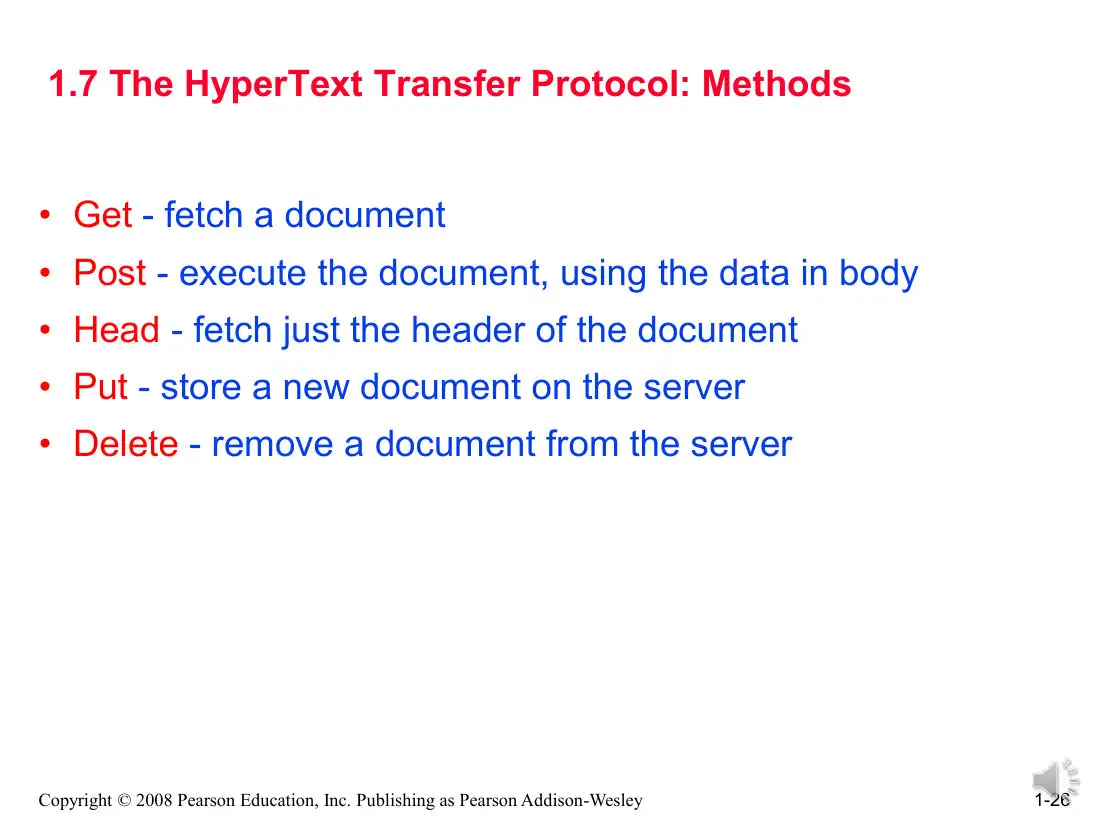 1.7 The HyperText Transfer Protocol: Methods
• Get - fetch a document
• Post - execute the document, using the data in body
• Head - fetch just the header of the document
• Put - store a new document on the server
• Delete - remove a document from the server
Copyright © 2008 Pearson Education, Inc. Publishing as Pearson Addison-Wesley
1-26